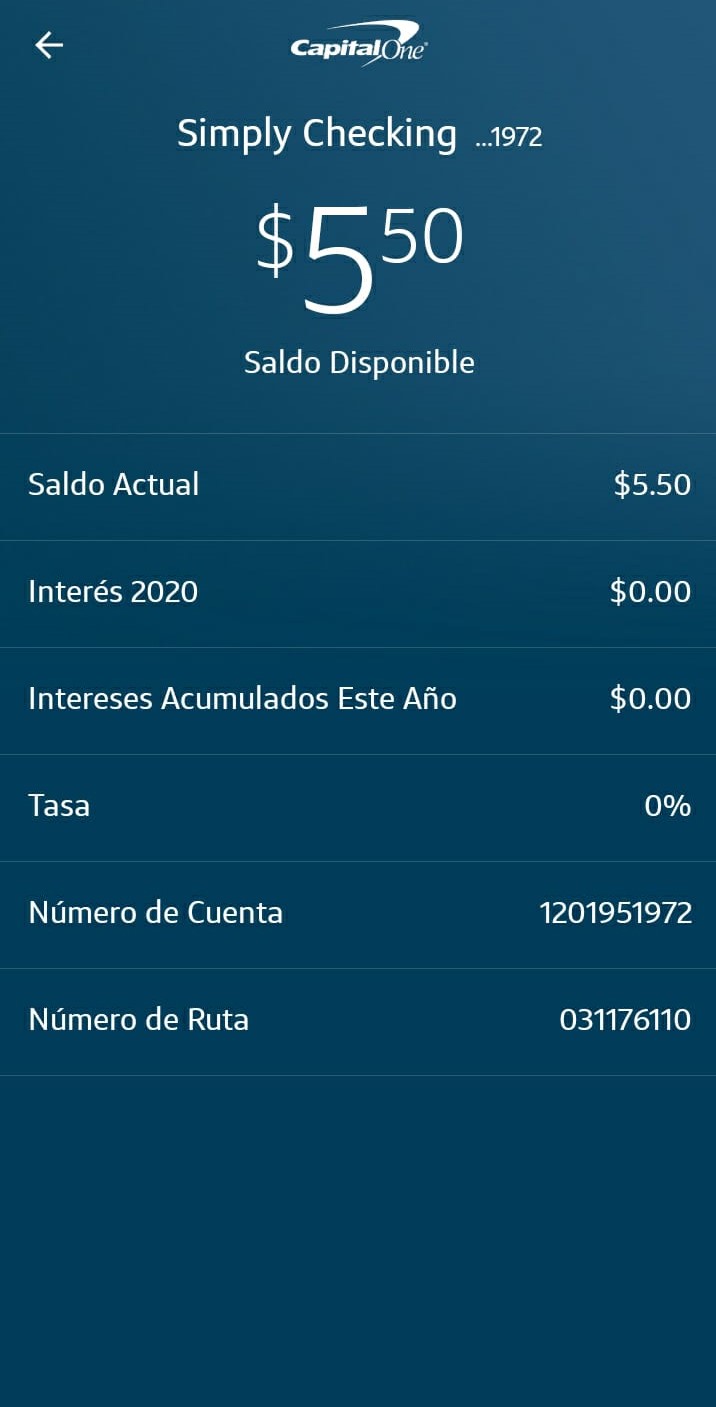 Capital One
Simply Checking ...1972
$5 50
Saldo Disponible
Saldo Actual $5.50
Interés 2020 $0.00
Intereses Acumulados Este Año $0.00
Tasa 0%
Número de Cuenta 1201951972
Número de Ruta 031176110